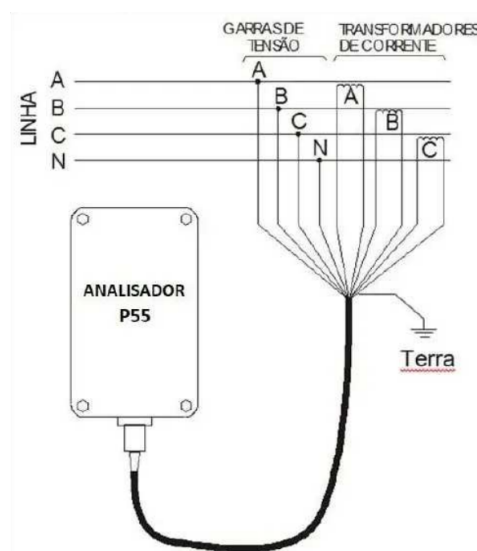 GARRAS DE TENSÃO
TRANSFORMADORES DE CORRENTE
A
B
C
N
LINHA
A
B
C
N
A
B
C
ANALISADOR
P55
Terra